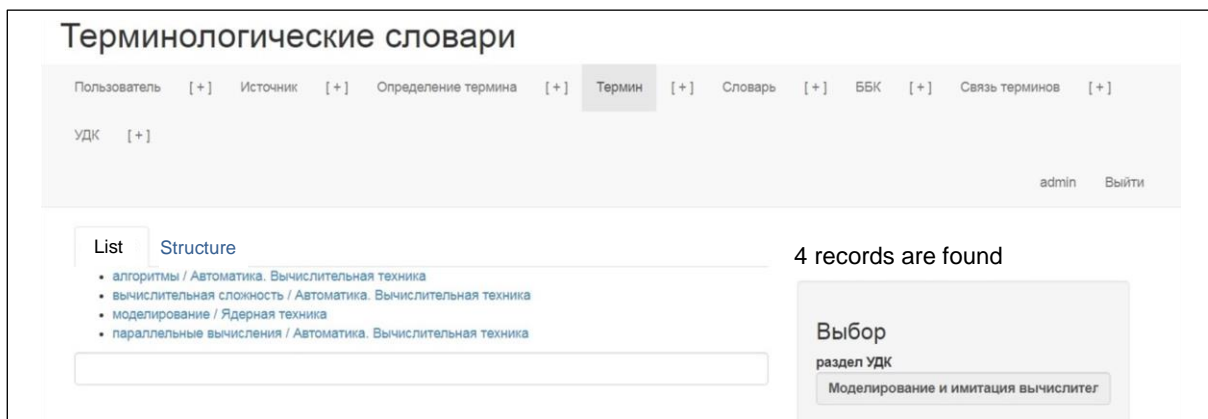 Терминологические словари
Пользователь [+] Источник [+] Определение термина [+] Термин [+] Словарь [+] ББК [+] Связь терминов [+]
УДК [+]
admin Выйти
List Structure
4 records are found
• алгоритмы / Автоматика. Вычислительная техника
• вычислительная сложность / Автоматика. Вычислительная техника
• моделирование / Ядерная техника
• параллельные вычисления / Автоматика. Вычислительная техника
Выбор
раздел УДК
Моделирование и имитация вычислител